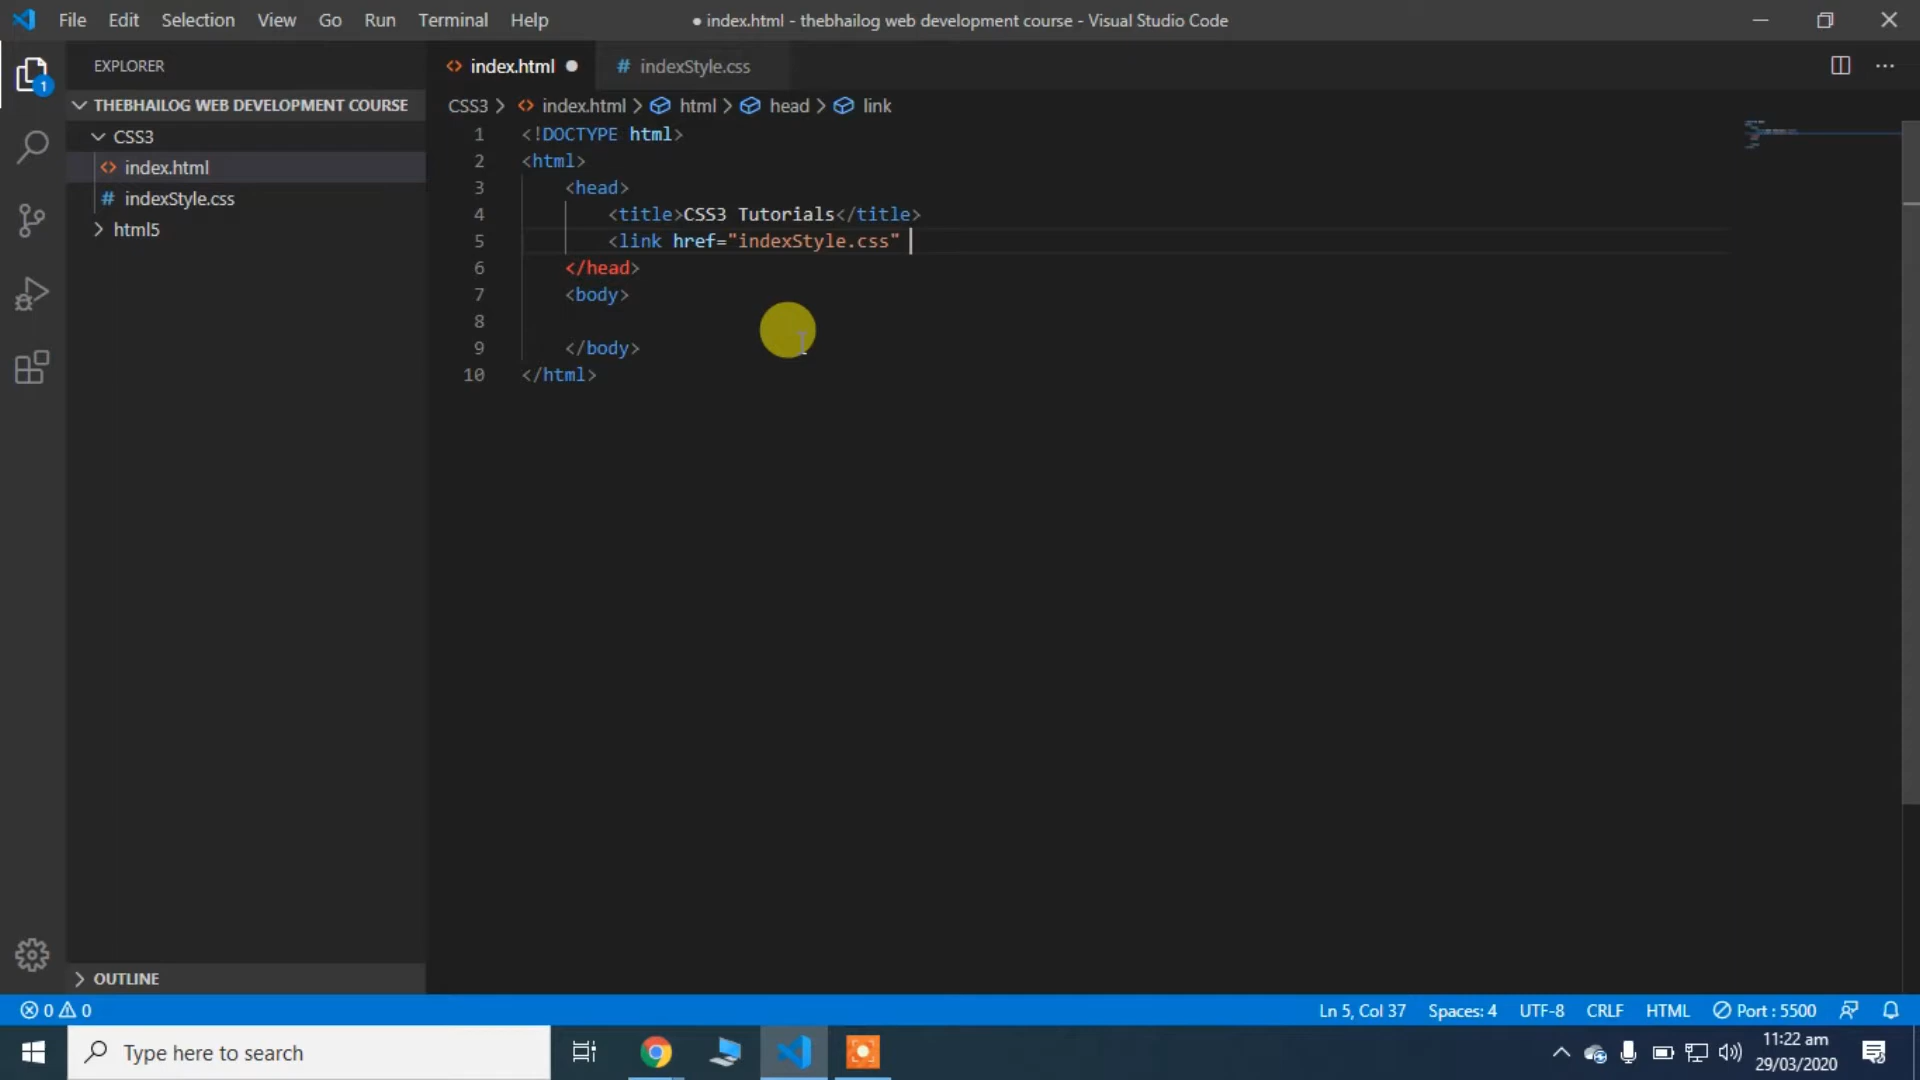 File Edit Selection View Go Run Terminal Help
● index.html - thebhailog web development course - Visual Studio Code
EXPLORER
THEBHAILOG WEB DEVELOPMENT COURSE
CSS3
index.html
# indexStyle.css
html5
OUTLINE
index.html ●
# indexStyle.css
CSS3 > index.html > html > head > link
1 <!DOCTYPE html>
2 <html>
3 <head>
4 <title>CSS3 Tutorials</title>
5 <link href="indexStyle.css"
6 </head>
7 <body>
8
9 </body>
10 </html>
1
0 0
Ln 5, Col 37 Spaces: 4 UTF-8 CRLF HTML Port : 5500
Type here to search
11:22 am
29/03/2020